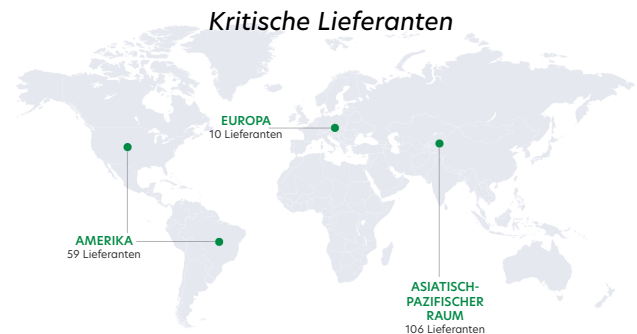 Kritische Lieferanten
EUROPA
10 Lieferanten
AMERIKA
59 Lieferanten
ASIATISCH-
PAZIFISCHER
RAUM
106 Lieferanten